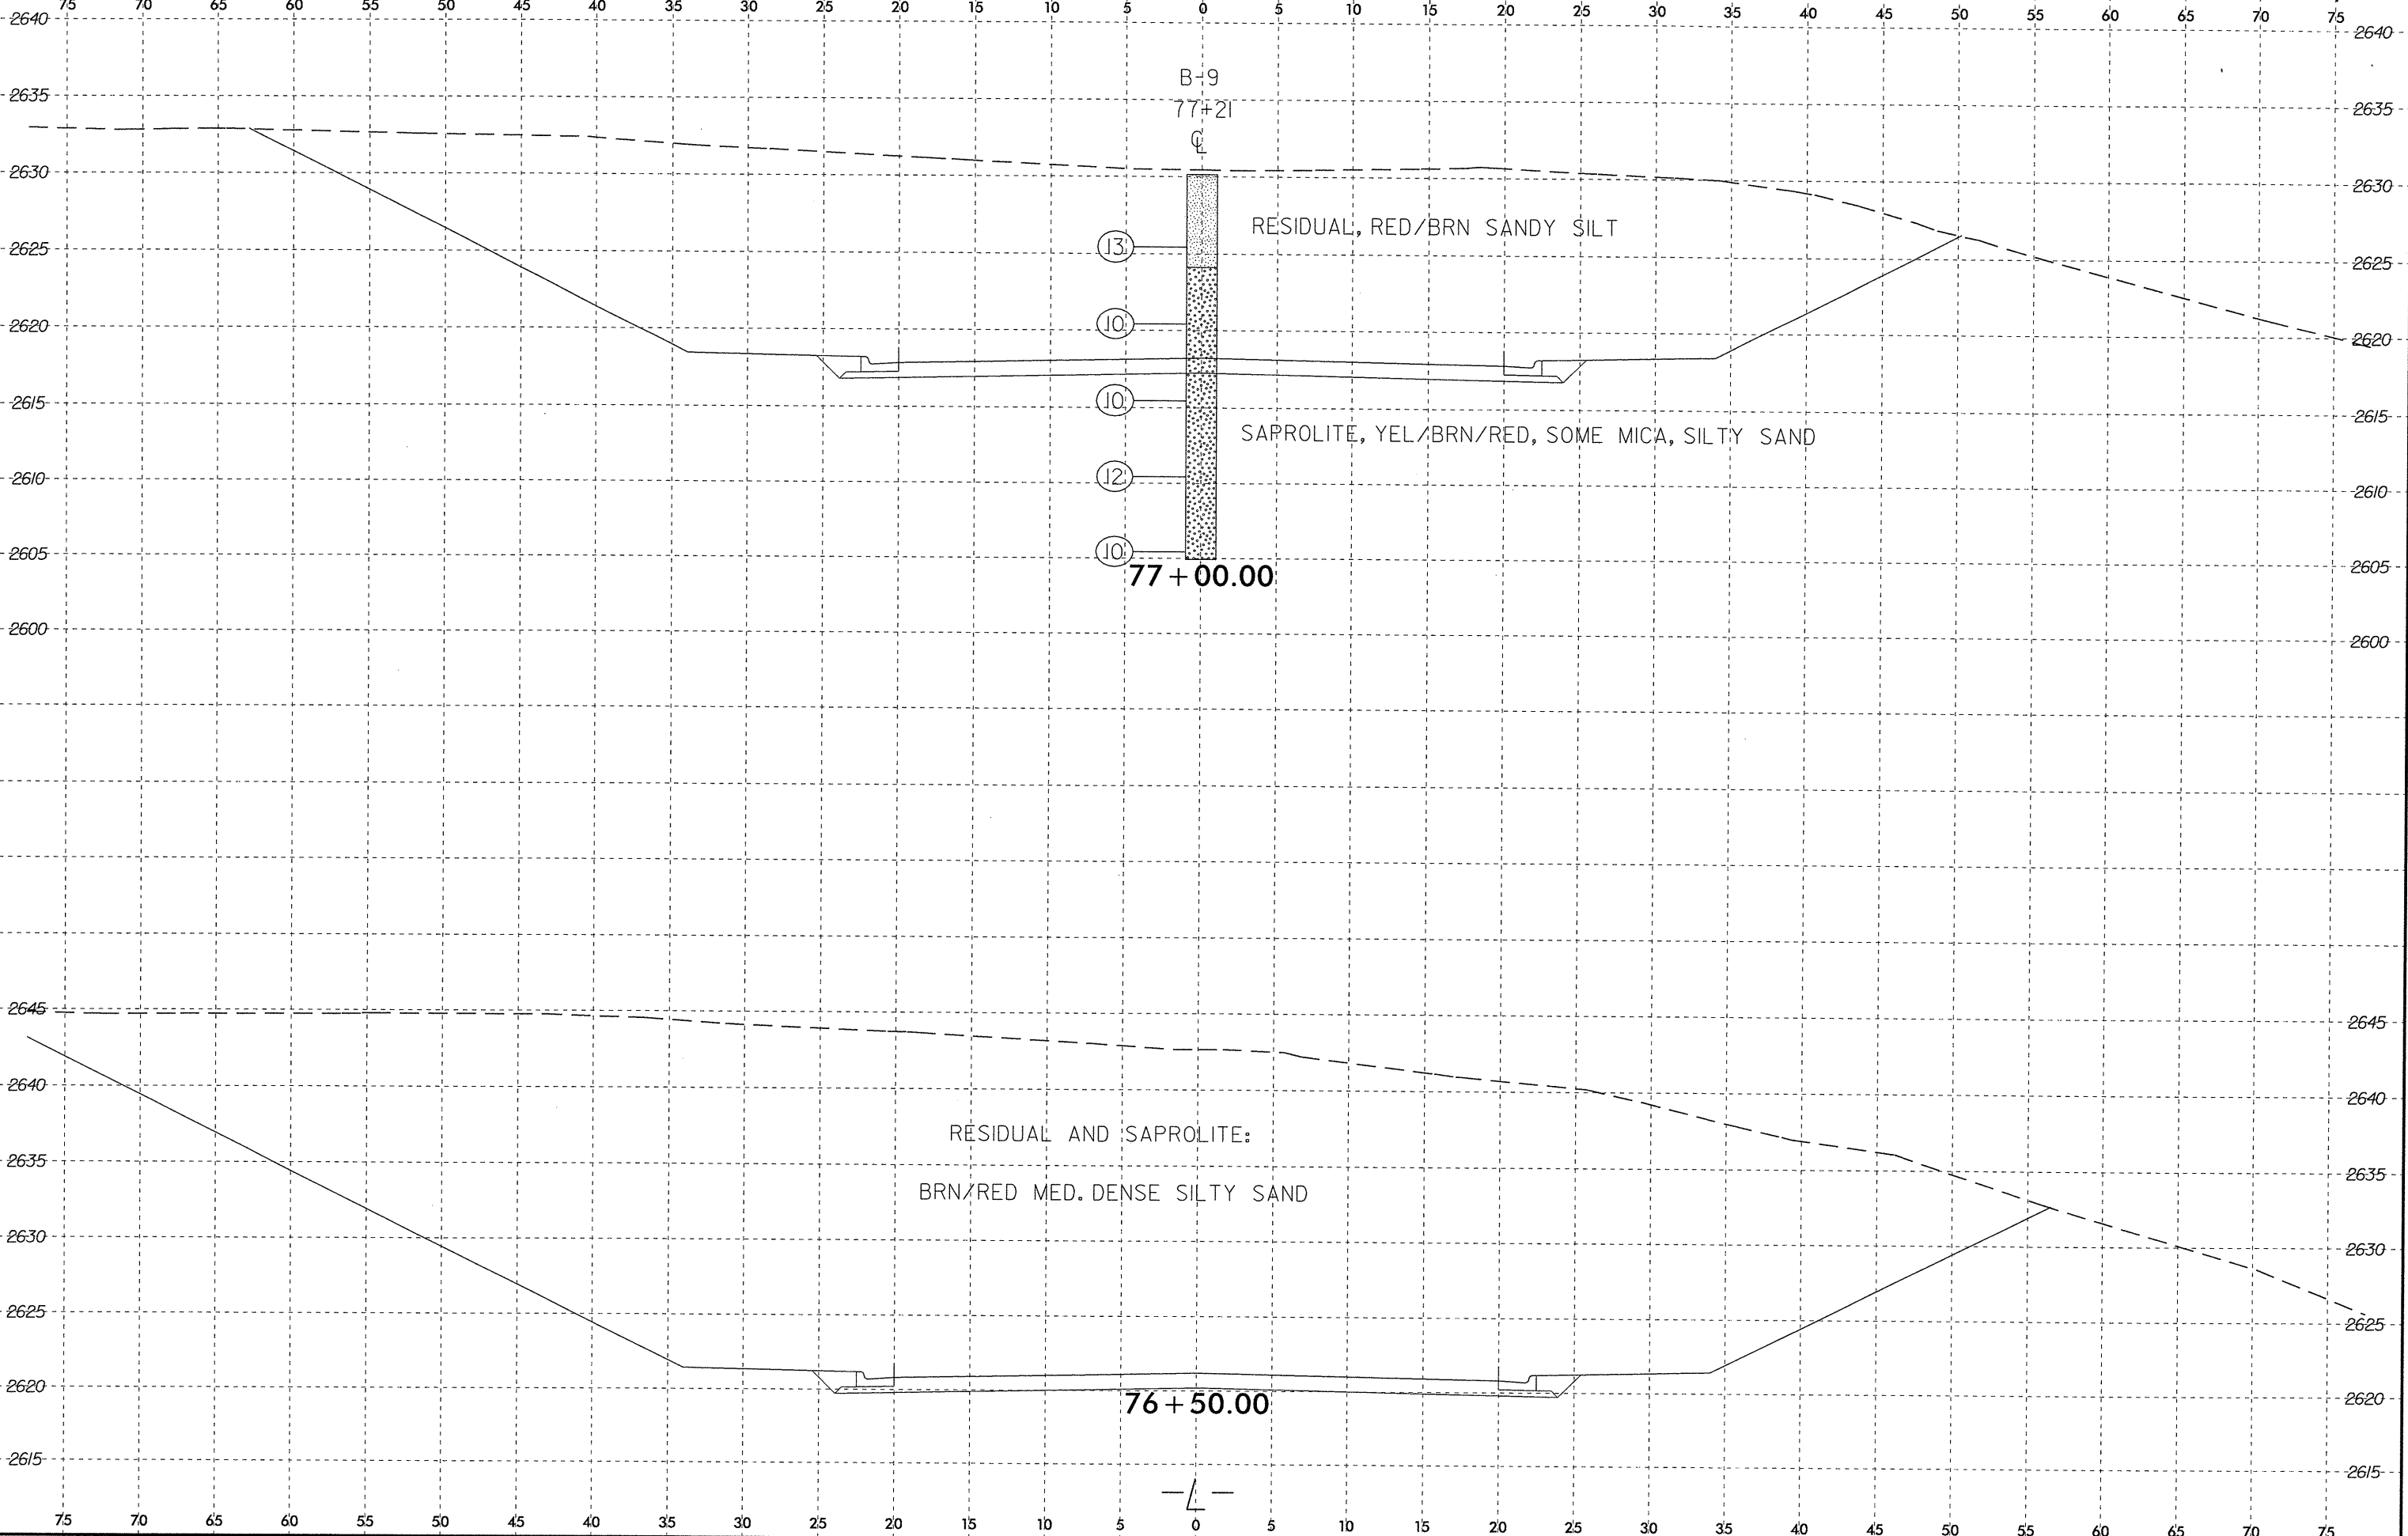 75 70 65 60 55 50 45 40 35 30 25 20 15 10 5 0 5 10 15 20 25 30 35 40 45 50 55 60 65 70 75
2640 2640
B-9
2635 77+21 2635
℄
2630 2630
RESIDUAL, RED/BRN SANDY SILT
13
2625 2625
10
2620 2620
10
2615 2615
SAPROLITE, YEL/BRN/RED, SOME MICA, SILTY SAND
12
2610 2610
10
2605 2605
77+00.00
2600 2600
2645 2645
2640 2640
RESIDUAL AND SAPROLITE:
2635 2635
BRN/RED MED. DENSE SILTY SAND
2630 2630
2625 2625
2620 2620
76+50.00
2615 2615
-L-
75 70 65 60 55 50 45 40 35 30 25 20 15 10 5 0 5 10 15 20 25 30 35 40 45 50 55 60 65 70 75